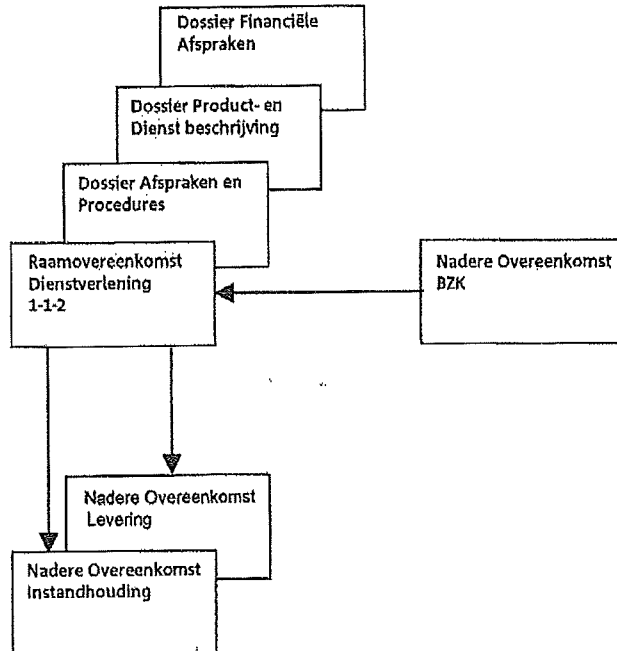 Dossier Financiële
Afspraken
Dossier Product- en
Dienst beschrijving
Dossier Afspraken en
Procedures
Raamovereenkomst
Dienstverlening
1-1-2
Nadere Overeenkomst
BZK
Nadere Overeenkomst
Levering
Nadere Overeenkomst
Instandhouding